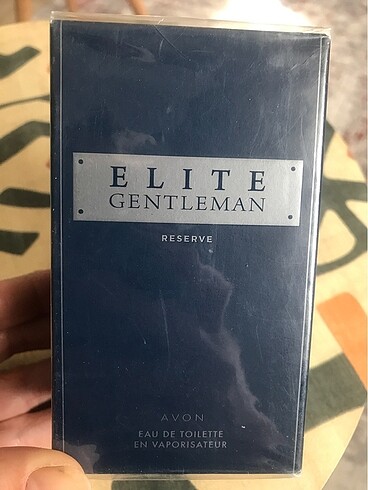 ELITE
GENTLEMAN
RESERVE
AVON
EAU DE TOILETTE
EN VAPORISATEUR